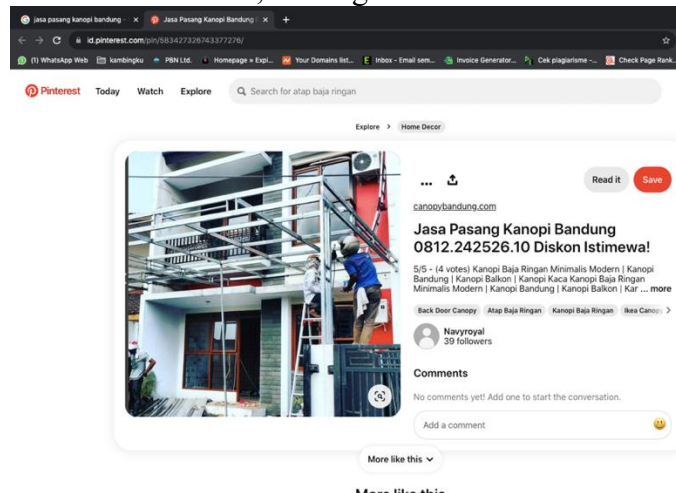 jasa pasang kanopi bandung -
Jasa Pasang Kanopi Bandung
id.pinterest.com/pin/583427326743377276/
(1) WhatsApp Web
kambingku
PBN Ltd.
Homepage » Expi...
Your Domains list...
Inbox - Email sem...
Invoice Generator...
Cek plagiarisme -...
Check Page Rank..
Pinterest
Today
Watch
Explore
Search for atap baja ringan
Explore > Home Decor
Read it
Save
canopybandung.com
Jasa Pasang Kanopi Bandung
0812.242526.10 Diskon Istimewa!
5/5 - (4 votes) Kanopi Baja Ringan Minimalis Modern | Kanopi
Bandung | Kanopi Balkon | Kanopi Kaca Kanopi Baja Ringan
Minimalis Modern | Kanopi Bandung | Kanopi Balkon | Kar ... more
Back Door Canopy
Atap Baja Ringan
Kanopi Baja Ringan
Ikea Canopy
Navyroyal
39 followers
Comments
No comments yet! Add one to start the conversation.
Add a comment
More like this
More like this